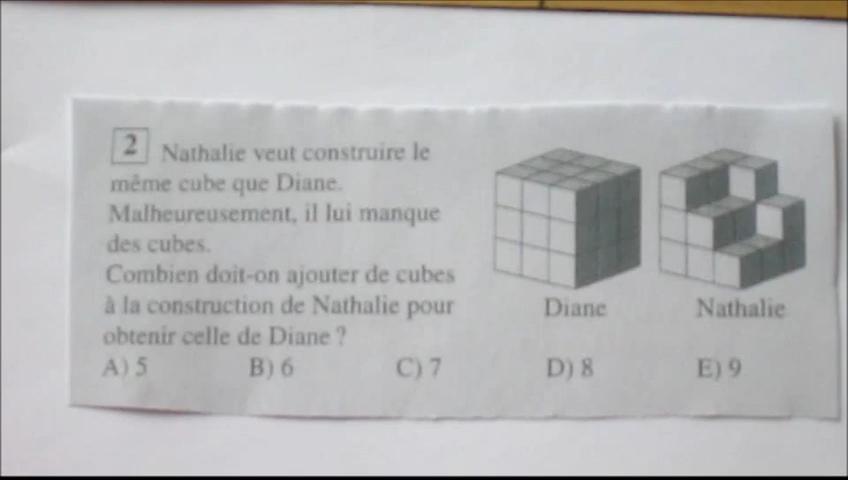 2 Nathalie veut construire le
même cube que Diane.
Malheureusement, il lui manque
des cubes.
Combien doit-on ajouter de cubes
à la construction de Nathalie pour
obtenir celle de Diane ?
A) 5 B) 6 C) 7 D) 8 E) 9
Diane Nathalie